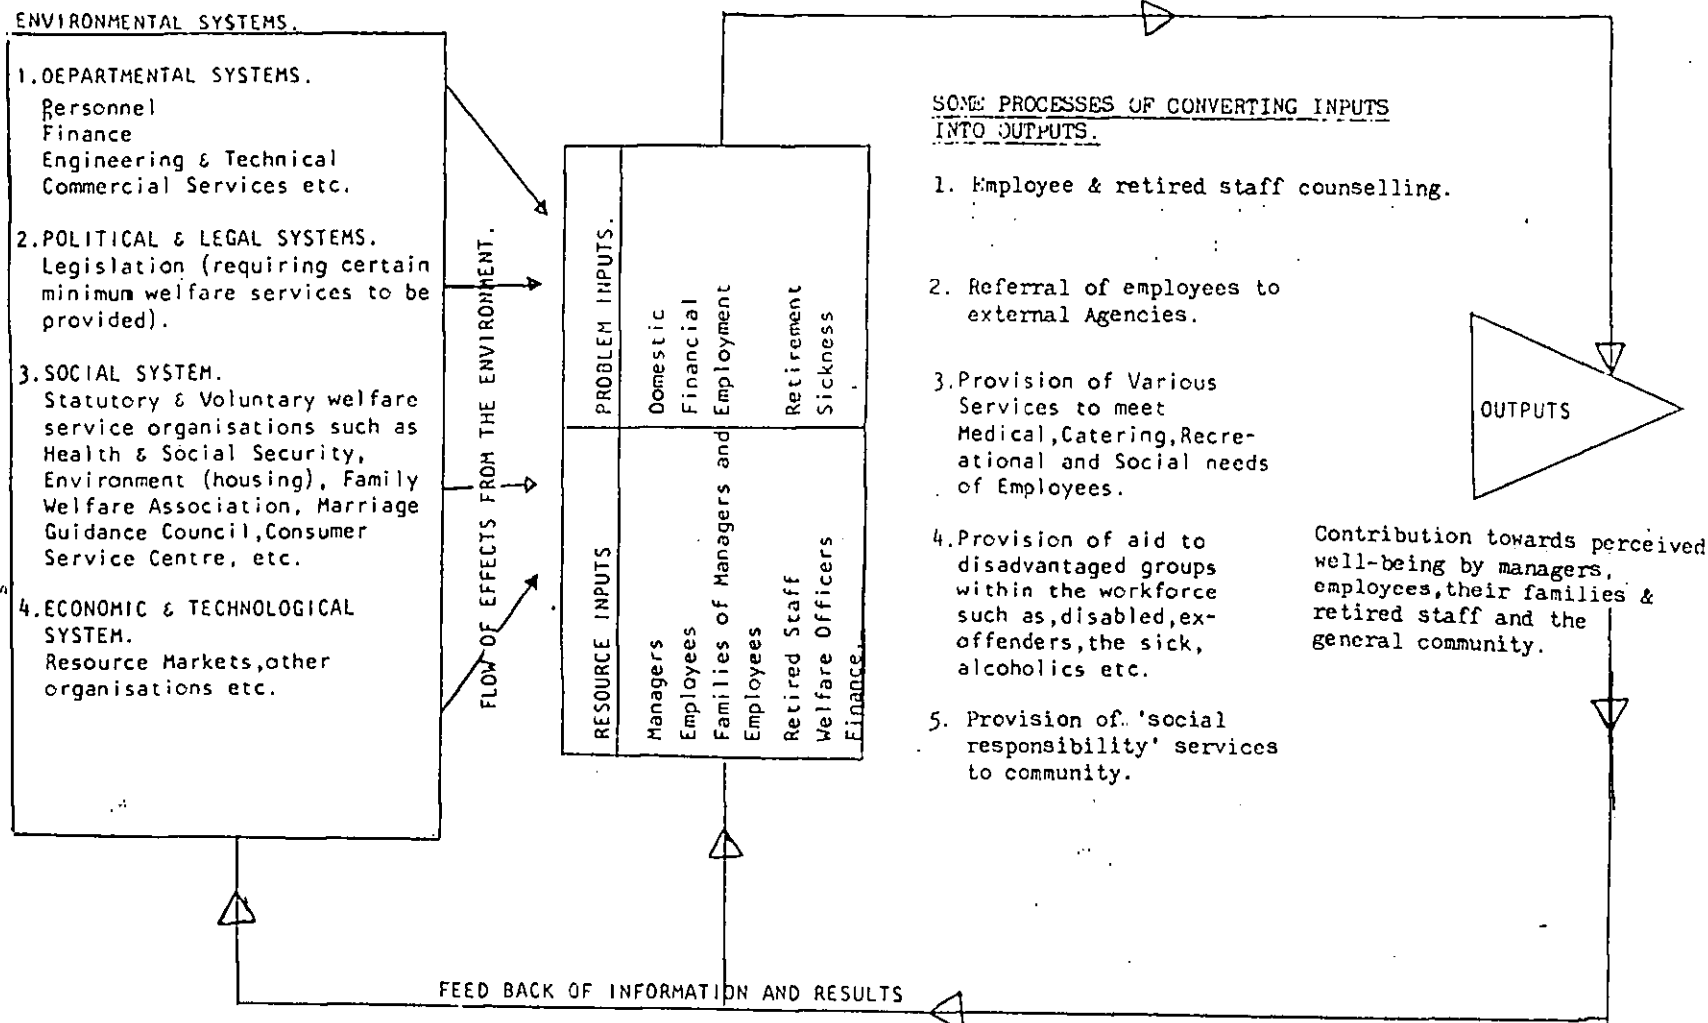 ENVIRONMENTAL SYSTEMS.
1.DEPARTMENTAL SYSTEMS.
Personnel
Finance
Engineering & Technical
Commercial Services etc.
2.POLITICAL & LEGAL SYSTEMS.
Legislation (requiring certain
minimum welfare services to be
provided).
3.SOCIAL SYSTEM.
Statutory & Voluntary welfare
service organisations such as
Health & Social Security,
Environment (housing), Family
Welfare Association, Marriage
Guidance Council,Consumer
Service Centre, etc.
4.ECONOMIC & TECHNOLOGICAL
SYSTEM.
Resource Markets,other
organisations etc.
FLOW OF EFFECTS FROM THE ENVIRONMENT.
PROBLEM INPUTS.
Domestic
Financial
Employment
Retirement
Sickness
RESOURCE INPUTS
Managers
Employees
Families of Managers and
Employees
Retired Staff
Welfare Officers
Finance.
SOME PROCESSES OF CONVERTING INPUTS
INTO OUTPUTS.
1. Employee & retired staff counselling.
2. Referral of employees to
external Agencies.
3.Provision of Various
Services to meet
Medical,Catering,Recre-
ational and Social needs
of Employees.
4.Provision of aid to
disadvantaged groups
within the workforce
such as,disabled,ex-
offenders,the sick,
alcoholics etc.
5. Provision of 'social
responsibility' services
to community.
OUTPUTS
Contribution towards perceived
well-being by managers,
employees,their families &
retired staff and the
general community.
FEED BACK OF INFORMATION AND RESULTS